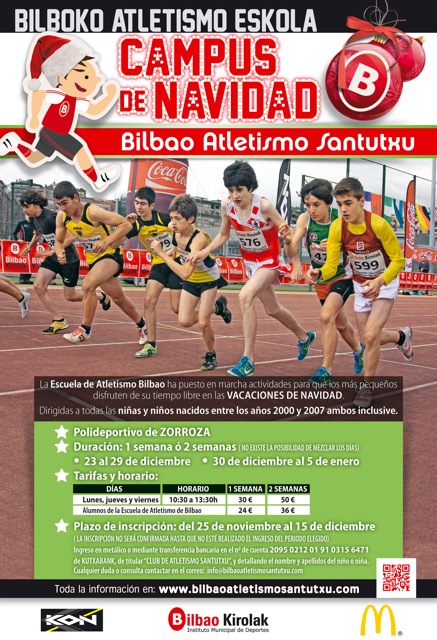 BILBOKO ATLETISMO ESKOLA
CAMPUS
DE NAVIDAD
B
Bilbao Atletismo Santutxu
Coca-Cola
576
599
La Escuela de Atletismo Bilbao ha puesto en marcha actividades para que los más pequeños
disfruten de su tiempo libre en las VACACIONES DE NAVIDAD.
Dirigidas a todas las niñas y niños nacidos entre los años 2000 y 2007 ambos inclusive.
Polideportivo de ZORROZA
Duración: 1 semana ó 2 semanas ( NO EXISTE LA POSIBILIDAD DE MEZCLAR LOS DÍAS)
• 23 al 29 de diciembre • 30 de diciembre al 5 de enero
Tarifas y horario:
DÍAS HORARIO 1 SEMANA 2 SEMANAS
Lunes, jueves y viernes 10:30 a 13:30h 30 € 50 €
Alumnos de la Escuela de Atletismo de Bilbao 24 € 36 €
Plazo de inscripción: del 25 de noviembre al 15 de diciembre
( LA INSCRIPCIÓN NO SERÁ CONFIRMADA HASTA QUE NO ESTÉ REALIZADO EL INGRESO DEL PERIODO ELEGIDO)
Ingreso en metálico o mediante transferencia bancaria en el nº de cuenta 2095 0212 01 91 0315 6471
de KUTXABANK, de titular "CLUB DE ATLETISMO SANTUTXU", y detallando el nombre y apellidos del niño o niña.
Cualquier duda o consulta contactar en el correo: info@bilbaoatletismosantutxu.com
Toda la información en: www.bilbaoatletismosantutxu.com
KON
Bilbao Kirolak
Instituto Municipal de Deportes
M